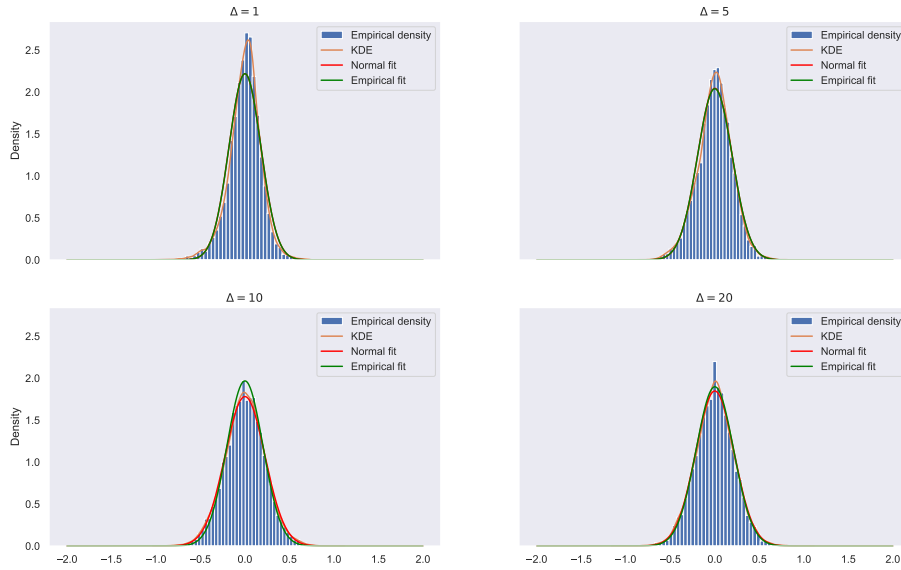 Δ = 1
Density
2.5
2.0
1.5
1.0
0.5
0.0
Empirical density
KDE
Normal fit
Empirical fit
Δ = 5
Empirical density
KDE
Normal fit
Empirical fit
−2.0 −1.5 −1.0 −0.5 0.0 0.5 1.0 1.5 2.0
Δ = 10
Density
2.5
2.0
1.5
1.0
0.5
0.0
Empirical density
KDE
Normal fit
Empirical fit
Δ = 20
Empirical density
KDE
Normal fit
Empirical fit
−2.0 −1.5 −1.0 −0.5 0.0 0.5 1.0 1.5 2.0